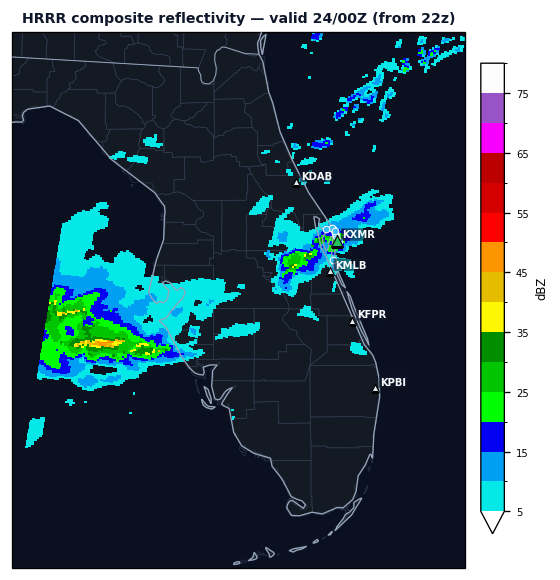 HRRR composite reflectivity — valid 24/00Z (from 22z)
75
65
55
45
35
25
15
5
dBZ
KDAB
KXMR
KMLB
KFPR
KPBI